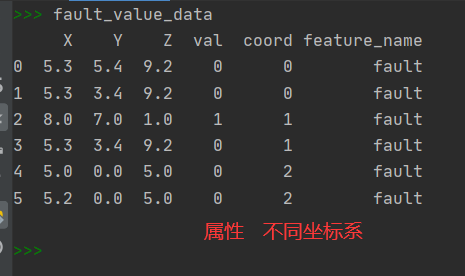 >>> fault_value_data
X Y Z val coord feature_name
0 5.3 5.4 9.2 0 0 fault
1 5.3 3.4 9.2 0 0 fault
2 8.0 7.0 1.0 1 1 fault
3 5.3 3.4 9.2 0 1 fault
4 5.0 0.0 5.0 0 2 fault
5 5.2 0.0 5.0 0 2 fault
属性 不同坐标系
>>>